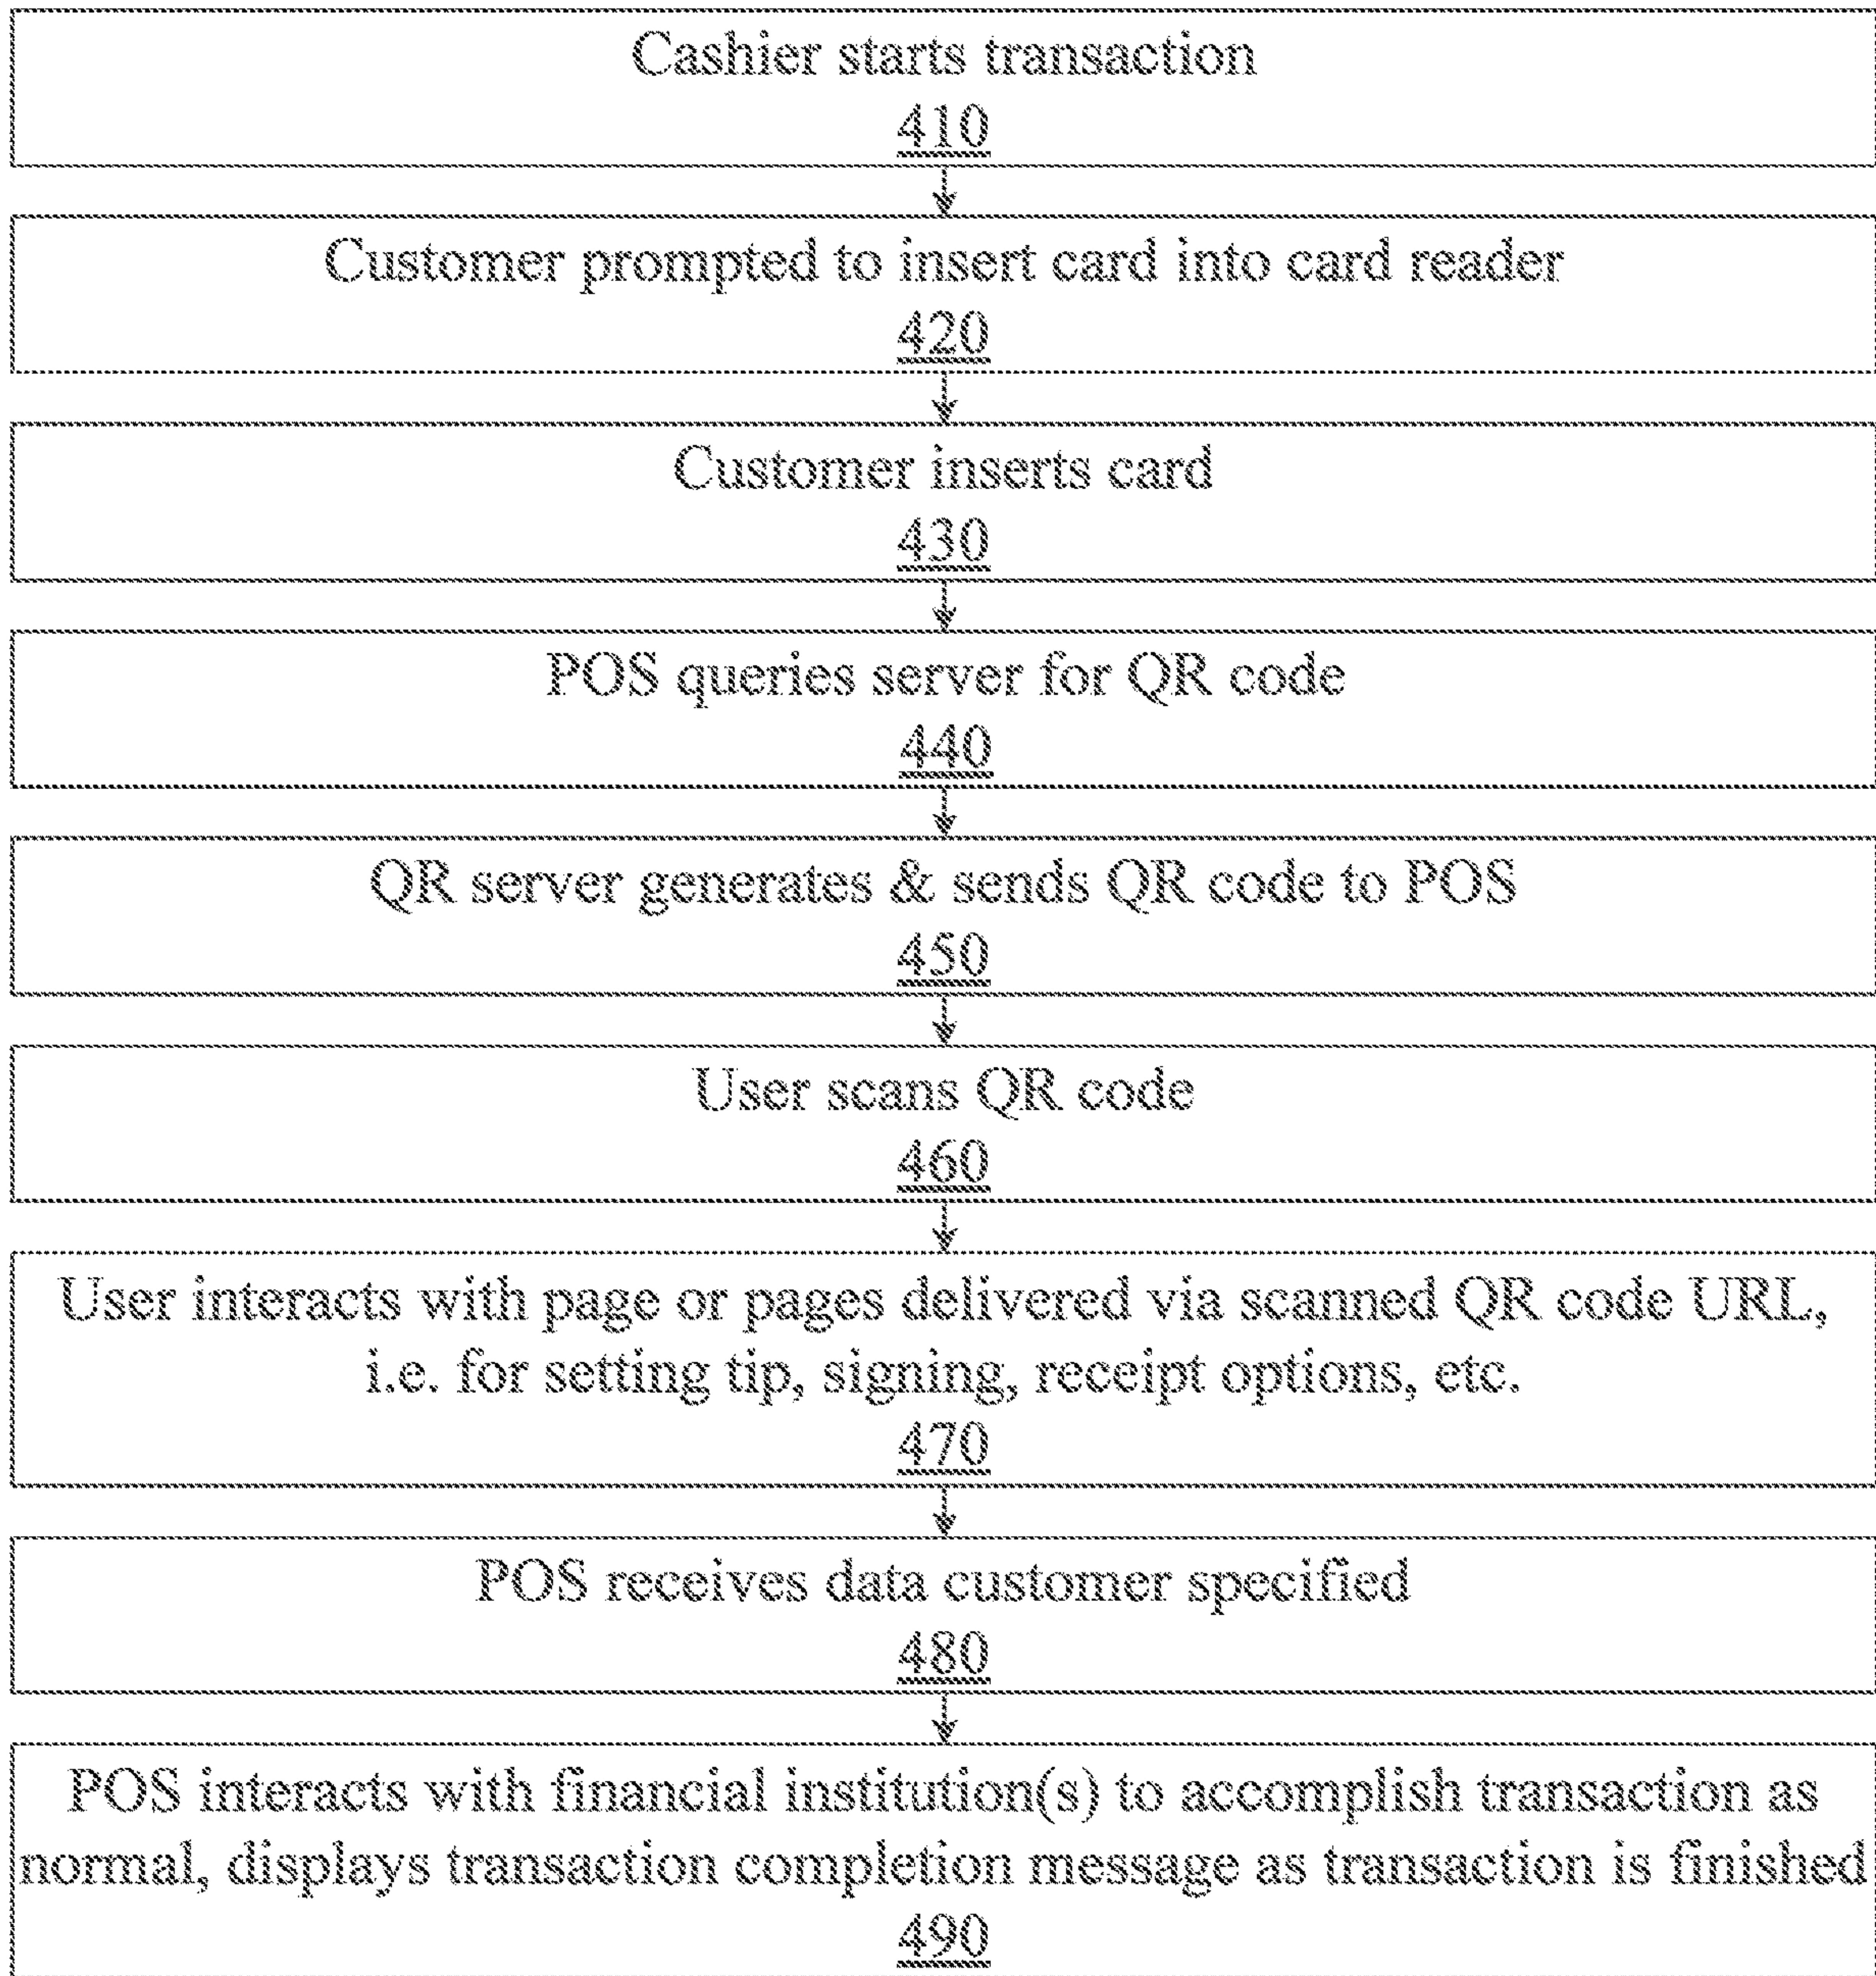 Cashier starts transaction
410
Customer prompted to insert card into card reader
420
Customer inserts card
430
POS queries server for QR code
440
QR server generates & sends QR code to POS
450
User scans QR code
460
User interacts with page or pages delivered via scanned QR code URL,
i.e. for setting tip, signing, receipt options, etc.
470
POS receives data customer specified
480
POS interacts with financial institution(s) to accomplish transaction as
normal, displays transaction completion message as transaction is finished
490